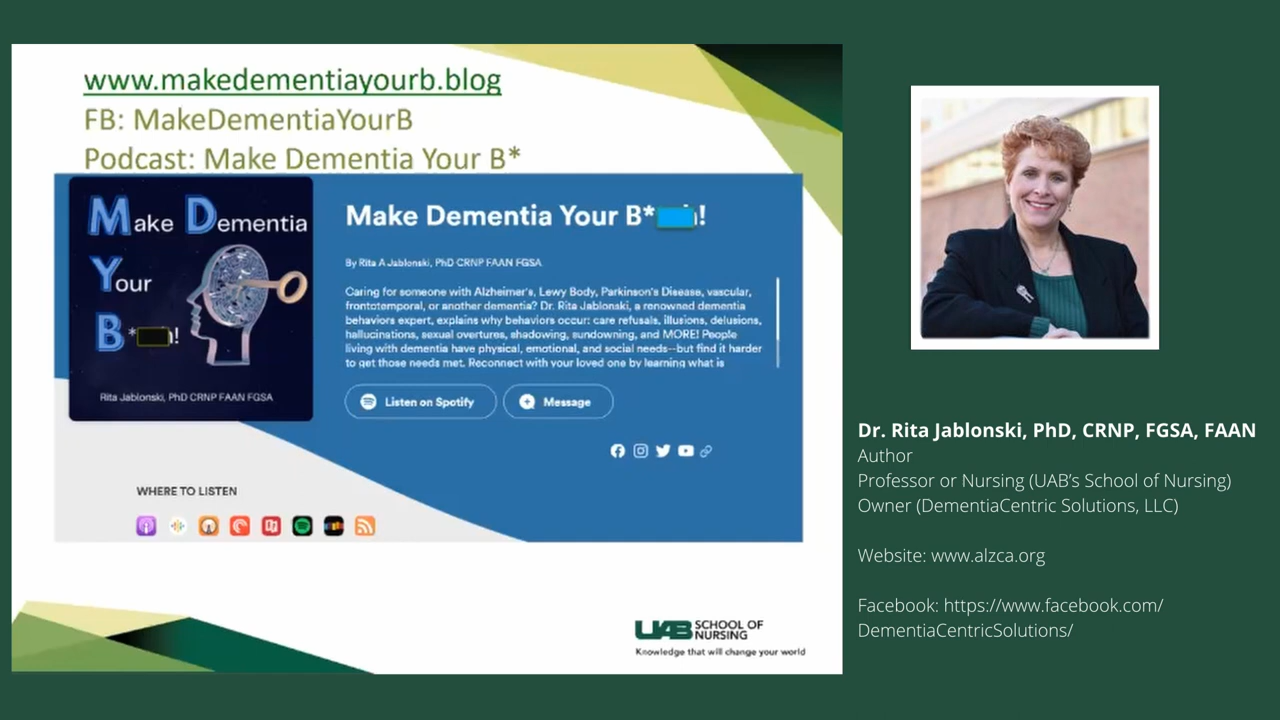 www.makedementiayourb.blog
FB: MakeDementiaYourB
Podcast: Make Dementia Your B*
Make Dementia
Your
B*!
Rita Jablonski, PhD CRNP FAAN FGSA
Make Dementia Your B*h!
By Rita A Jablonski, PhD CRNP FAAN FGSA
Caring for someone with Alzheimer's, Lewy Body, Parkinson's Disease, vascular,
frontotemporal, or another dementia? Dr. Rita Jablonski, a renowned dementia
behaviors expert, explains why behaviors occur: care refusals, illusions, delusions,
hallucinations, sexual overtures, shadowing, sundowning, and MORE! People
living with dementia have physical, emotional, and social needs--but find it harder
to get those needs met. Reconnect with your loved one by learning what is
Listen on Spotify
Message
WHERE TO LISTEN
UAB SCHOOL OF
NURSING
Knowledge that will change your world
Dr. Rita Jablonski, PhD, CRNP, FGSA, FAAN
Author
Professor or Nursing (UAB's School of Nursing)
Owner (DementiaCentric Solutions, LLC)
Website: www.alzca.org
Facebook: https://www.facebook.com/
DementiaCentricSolutions/